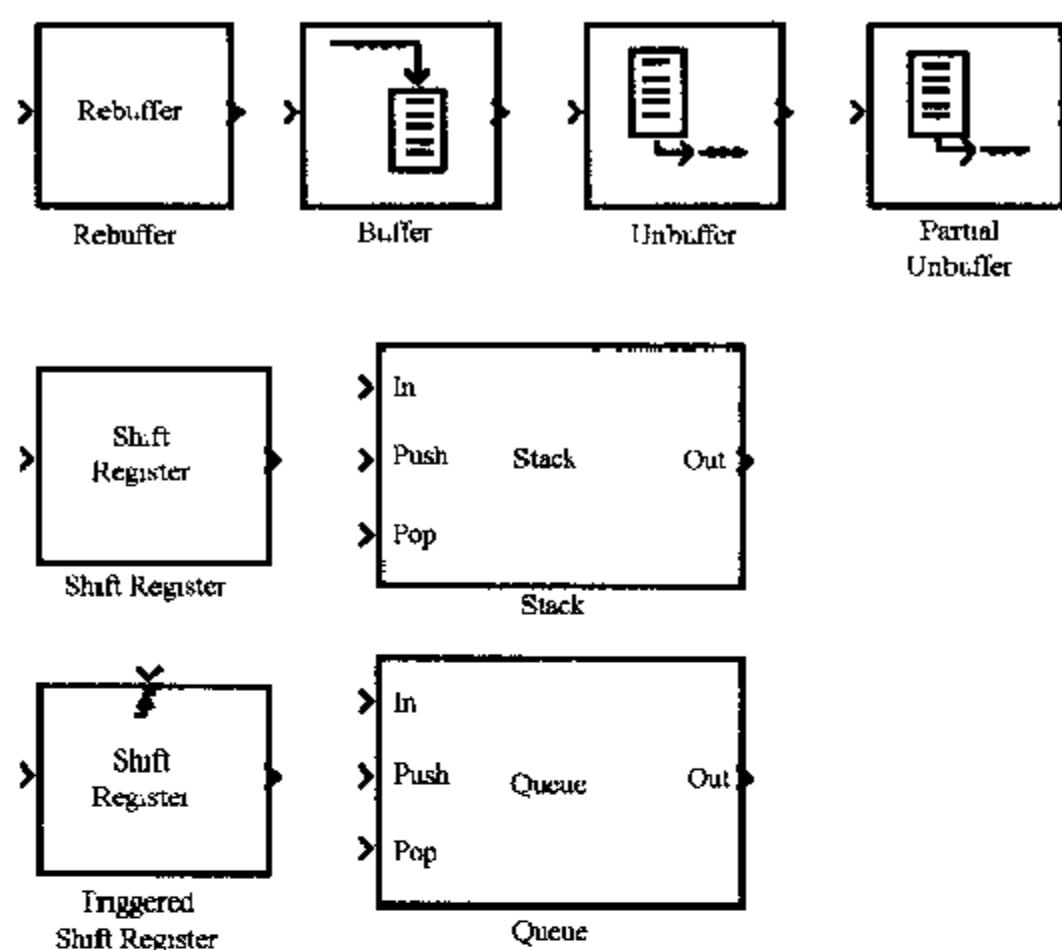 Rebuffer
Rebuffer
Buffer
Unbuffer
Partial
Unbuffer
Shift
Register
Shift Register
In
Push
Pop
Stack
Out
Stack
Shift
Register
Triggered
Shift Register
In
Push
Pop
Queue
Out
Queue